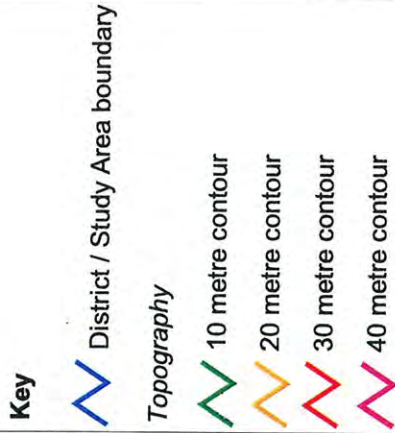 Key
District / Study Area boundary
Topography
10 metre contour
20 metre contour
30 metre contour
40 metre contour